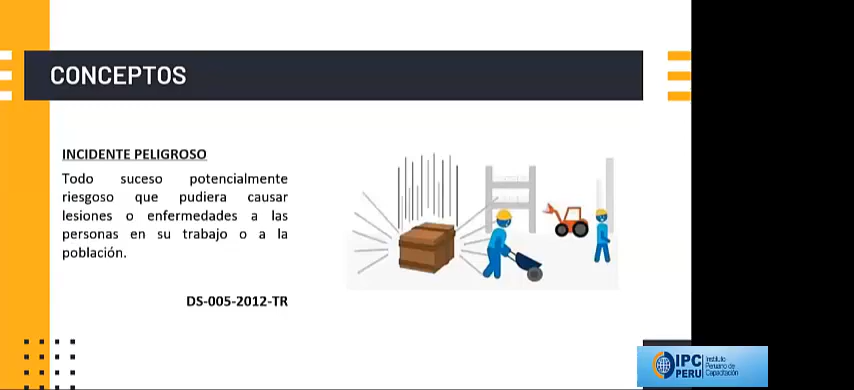 CONCEPTOS
INCIDENTE PELIGROSO
Todo suceso potencialmente
riesgoso que pudiera causar
lesiones o enfermedades a las
personas en su trabajo o a la
población.
DS-005-2012-TR
IPC
PERU
Instituto
Peruano de
Capacitación